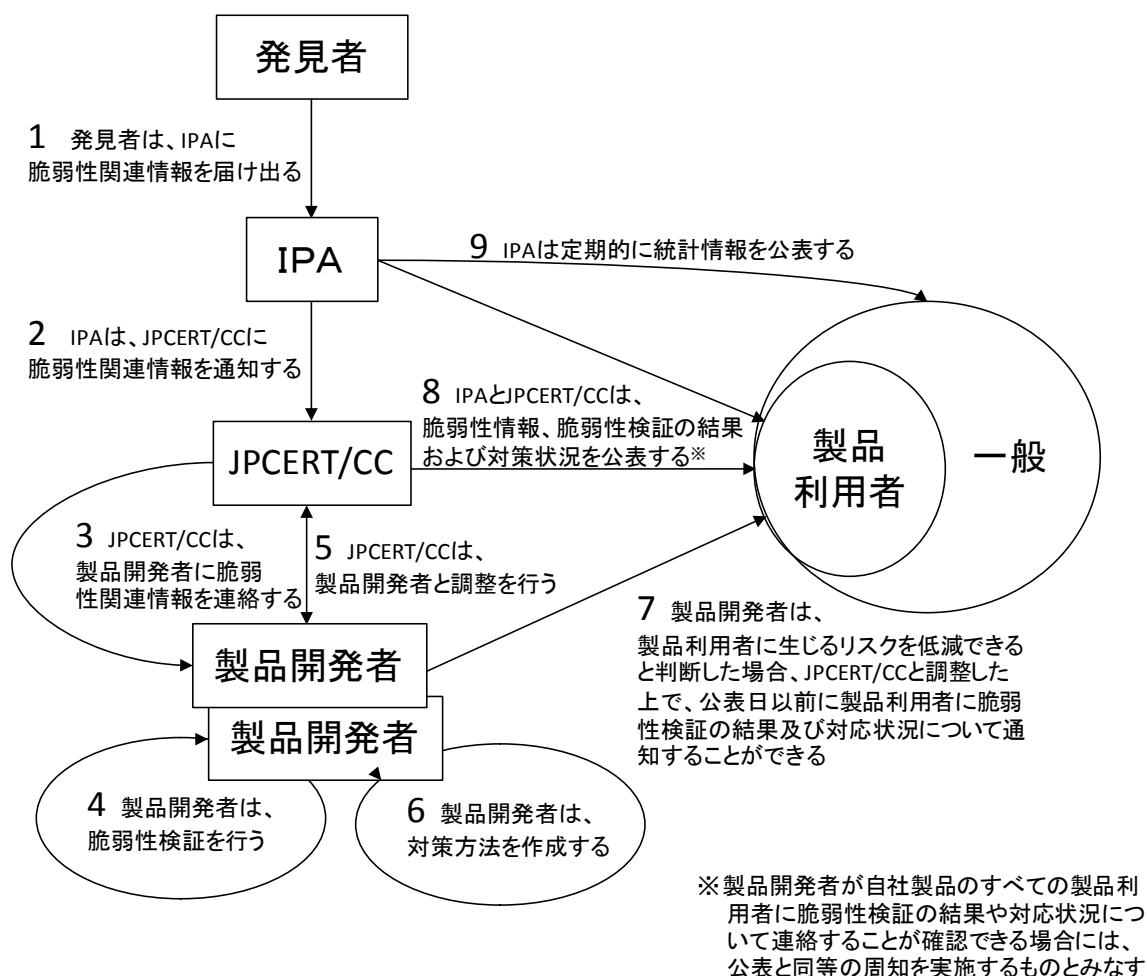 発見者
1 発見者は、IPAに
脆弱性関連情報を届け出る
IPA
9 IPAは定期的に統計情報を公表する
2 IPAは、JPCERT/CCに
脆弱性関連情報を通知する
8 IPAとJPCERT/CCは、
脆弱性情報、脆弱性検証の結果
および対策状況を公表する※
JPCERT/CC
製品
利用者
一般
3 JPCERT/CCは、
製品開発者に脆弱
性関連情報を連絡する
5 JPCERT/CCは、
製品開発者と調整を行う
製品開発者
製品開発者
7 製品開発者は、
製品利用者に生じるリスクを低減できる
と判断した場合、JPCERT/CCと調整した
上で、公表日以前に製品利用者に脆弱
性検証の結果及び対応状況について通
知することができる
4 製品開発者は、
脆弱性検証を行う
6 製品開発者は、
対策方法を作成する
※製品開発者が自社製品のすべての製品利
用者に脆弱性検証の結果や対応状況につ
いて連絡することが確認できる場合には、
公表と同等の周知を実施するものとみなす